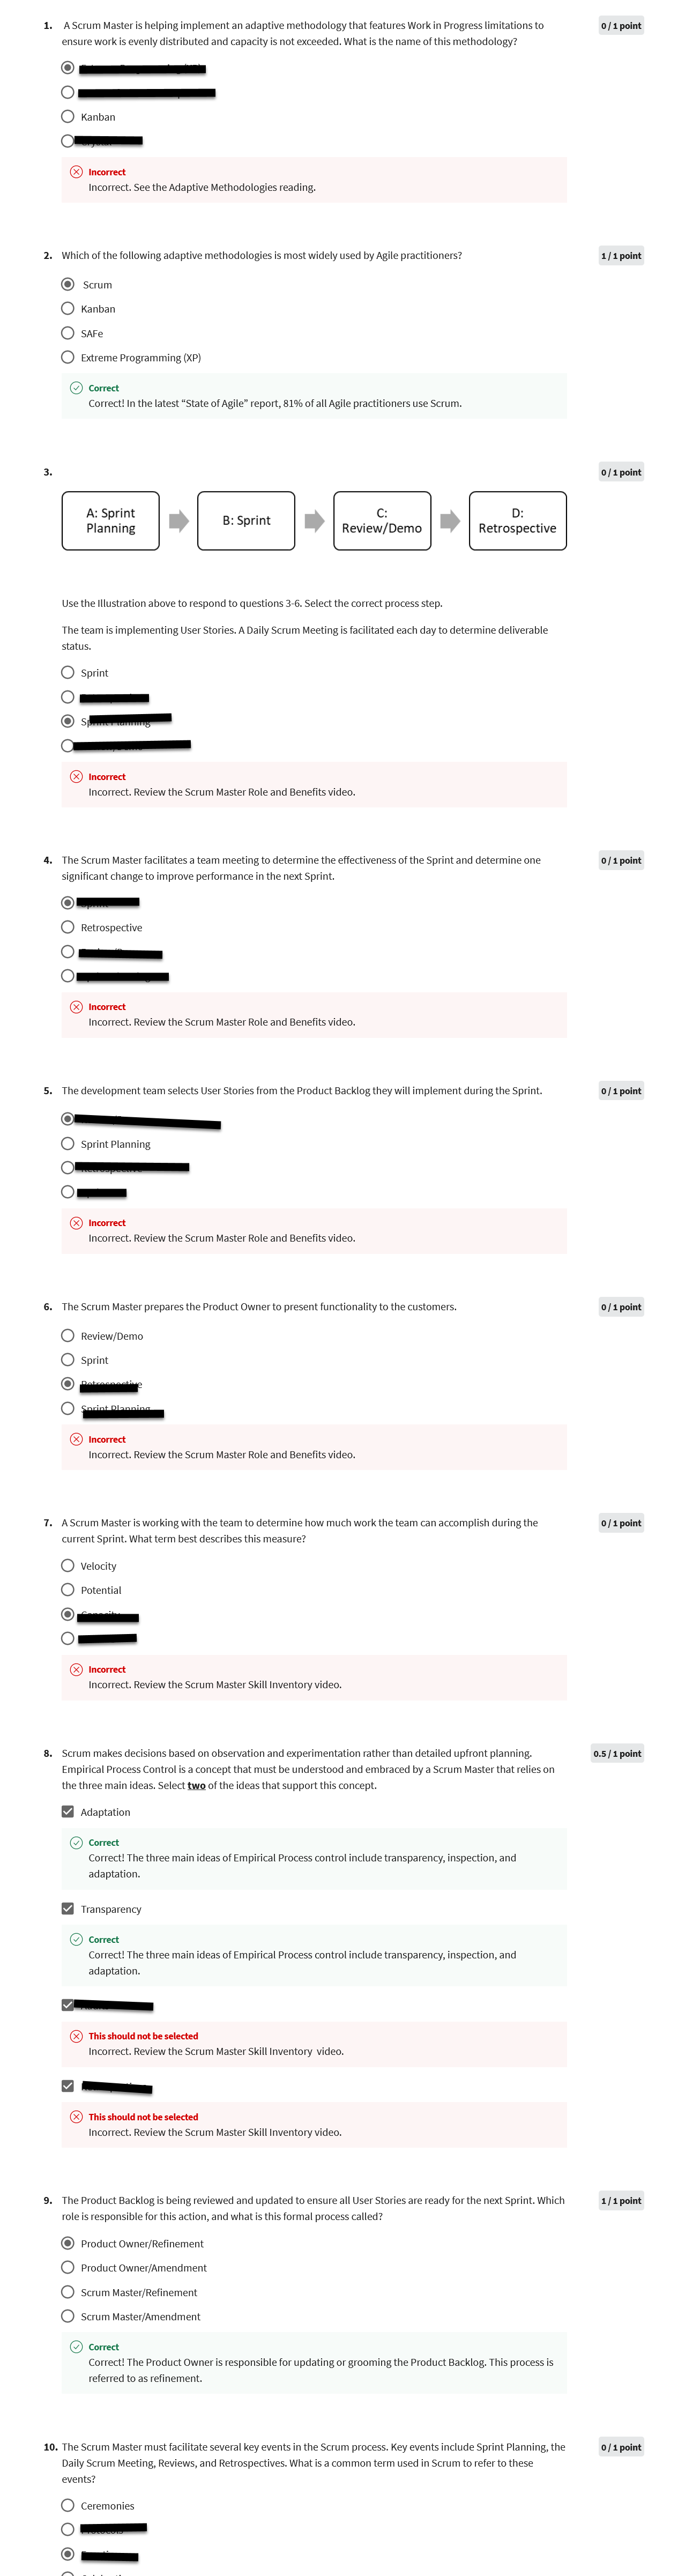 1. A Scrum Master is helping implement an adaptive methodology that features Work in Progress limitations to
ensure work is evenly distributed and capacity is not exceeded. What is the name of this methodology?
0 / 1 point
Kanban
Incorrect
Incorrect. See the Adaptive Methodologies reading.
2. Which of the following adaptive methodologies is most widely used by Agile practitioners?
1 / 1 point
Scrum
Kanban
SAFe
Extreme Programming (XP)
Correct
Correct! In the latest “State of Agile” report, 81% of all Agile practitioners use Scrum.
3.
0 / 1 point
A: Sprint
Planning
B: Sprint
C:
Review/Demo
D:
Retrospective
Use the Illustration above to respond to questions 3-6. Select the correct process step.
The team is implementing User Stories. A Daily Scrum Meeting is facilitated each day to determine deliverable
status.
Sprint
Sprint Planning
Incorrect
Incorrect. Review the Scrum Master Role and Benefits video.
4. The Scrum Master facilitates a team meeting to determine the effectiveness of the Sprint and determine one
significant change to improve performance in the next Sprint.
0 / 1 point
Retrospective
Incorrect
Incorrect. Review the Scrum Master Role and Benefits video.
5. The development team selects User Stories from the Product Backlog they will implement during the Sprint.
0 / 1 point
Sprint Planning
Incorrect
Incorrect. Review the Scrum Master Role and Benefits video.
6. The Scrum Master prepares the Product Owner to present functionality to the customers.
0 / 1 point
Review/Demo
Sprint
Retrospective
Sprint Planning
Incorrect
Incorrect. Review the Scrum Master Role and Benefits video.
7. A Scrum Master is working with the team to determine how much work the team can accomplish during the
current Sprint. What term best describes this measure?
0 / 1 point
Velocity
Potential
Incorrect
Incorrect. Review the Scrum Master Skill Inventory video.
8. Scrum makes decisions based on observation and experimentation rather than detailed upfront planning.
Empirical Process Control is a concept that must be understood and embraced by a Scrum Master that relies on
the three main ideas. Select two of the ideas that support this concept.
0.5 / 1 point
Adaptation
Correct
Correct! The three main ideas of Empirical Process control include transparency, inspection, and
adaptation.
Transparency
Correct
Correct! The three main ideas of Empirical Process control include transparency, inspection, and
adaptation.
This should not be selected
Incorrect. Review the Scrum Master Skill Inventory video.
This should not be selected
Incorrect. Review the Scrum Master Skill Inventory video.
9. The Product Backlog is being reviewed and updated to ensure all User Stories are ready for the next Sprint. Which
role is responsible for this action, and what is this formal process called?
1 / 1 point
Product Owner/Refinement
Product Owner/Amendment
Scrum Master/Refinement
Scrum Master/Amendment
Correct
Correct! The Product Owner is responsible for updating or grooming the Product Backlog. This process is
referred to as refinement.
10. The Scrum Master must facilitate several key events in the Scrum process. Key events include Sprint Planning, the
Daily Scrum Meeting, Reviews, and Retrospectives. What is a common term used in Scrum to refer to these
events?
0 / 1 point
Ceremonies